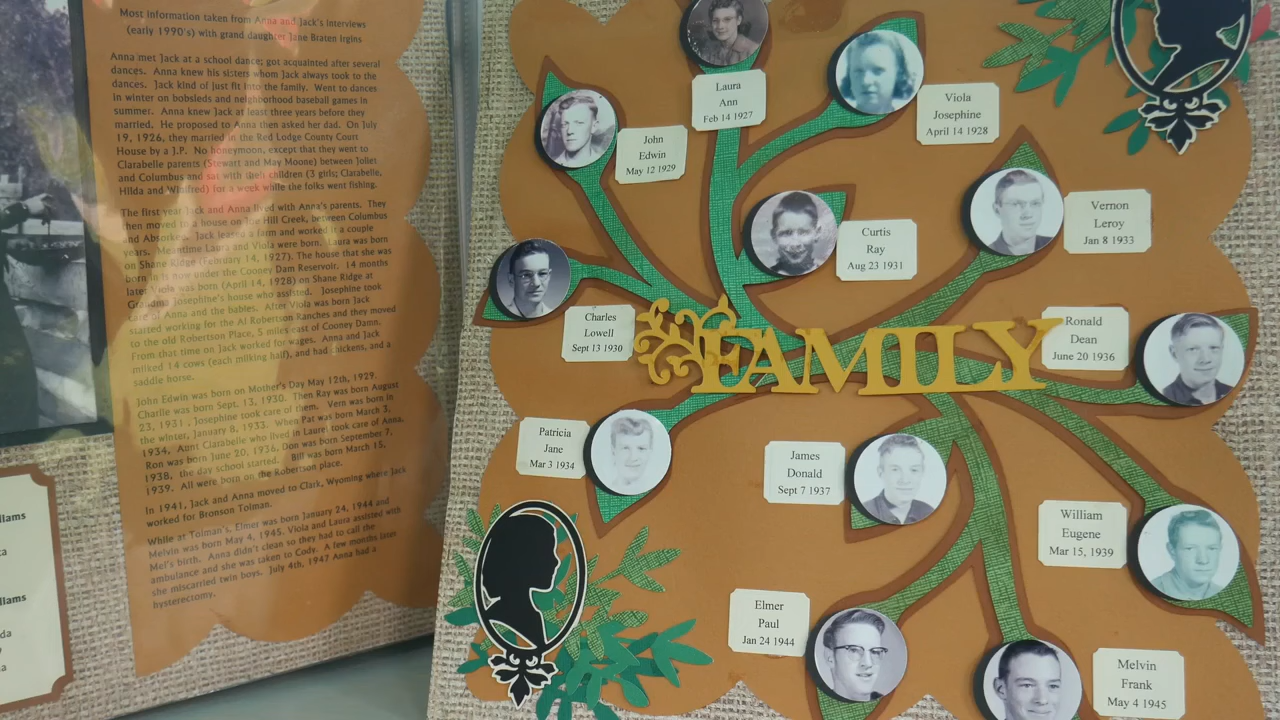 Most information taken from Anna and Jack's interviews
(early 1990's) with grand daughter Jane Braten Irgins
Anna met Jack at a school dance; got acquainted after several
dances. Anna knew his sisters whom Jack always took to the
dances. Jack kind of just fit into the family. Went to dances
in winter on bobsleds and neighborhood baseball games in
summer. Anna knew Jack at least three years before they
married. He proposed to Anna then asked her dad. On July
19, 1926, they married in the Red Lodge County Court
House by a J.P. No honeymoon, except that they went to
Clarabelle parents (Stewart and May Moone) between Joliet
and Columbus and sat with their children (3 girls; Clarabelle,
Hilda and Winifred) for a week while the folks went fishing.
The first year Jack and Anna lived with Anna's parents. They
then moved to a house on Joe Hill Creek, between Columbus
and Absorkee. Jack leased a farm and worked it a couple
years. Meantime Laura and Viola were born. Laura was born
on Shane Ridge (February 14, 1927). The house that she was
born in is now under the Cooney Dam Reservoir. 14 months
later Viola was born (April 14, 1928) on Shane Ridge at
Grandma Josephine's house who assisted. Josephine took
care of Anna and the babies. After Viola was born Jack
started working for the Al Robertson Ranches and they moved
to the old Robertson Place, 5 miles east of Cooney Damn.
From that time on Jack worked for wages. Anna and Jack
milked 14 cows (each milking half), and had chickens, and a
saddle horse.
John Edwin was born on Mother's Day May 12th, 1929.
Charlie was born Sept. 13, 1930. Then Ray was born August
23, 1931 . Josephine took care of them. Vern was born in
the winter, January 8, 1933. When Pat was born March 3,
1934, Aunt Clarabelle who lived in Laurel took care of Anna.
Ron was born June 20, 1936, Don was born September 7,
1938, the day school started. Bill was born March 15,
1939. All were born on the Robertson place.
In 1941, Jack and Anna moved to Clark, Wyoming where Jack
worked for Bronson Tolman.
While at Tolman's, Elmer was born January 24, 1944 and
Melvin was born May 4, 1945. Viola and Laura assisted with
Mel's birth. Anna didn't clean so they had to call the
ambulance and she was taken to Cody. A few months later
she miscarried twin boys. July 4th, 1947 Anna had a
hysterectomy.
Laura
Ann
Feb 14 1927
Viola
Josephine
April 14 1928
John
Edwin
May 12 1929
Vernon
Leroy
Jan 8 1933
Curtis
Ray
Aug 23 1931
Charles
Lowell
Sept 13 1930
FAMILY
Ronald
Dean
June 20 1936
Patricia
Jane
Mar 3 1934
James
Donald
Sept 7 1937
William
Eugene
Mar 15, 1939
Elmer
Paul
Jan 24 1944
Melvin
Frank
May 4 1945